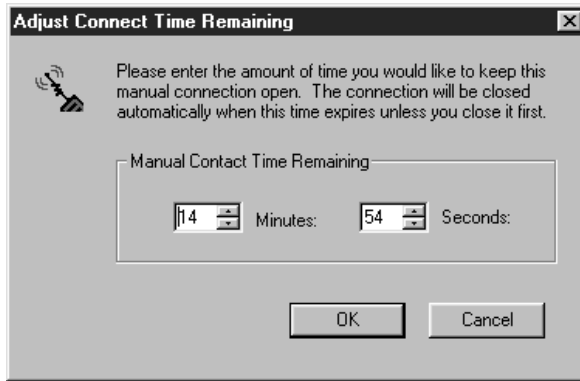 Adjust Connect Time Remaining
Please enter the amount of time you would like to keep this
manual connection open. The connection will be closed
automatically when this time expires unless you close it first.
Manual Contact Time Remaining
14 Minutes: 54 Seconds:
OK Cancel